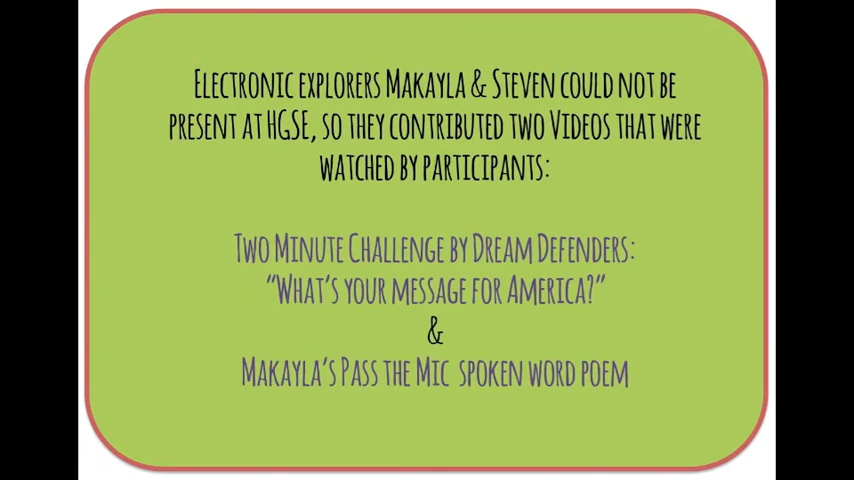 Electronic explorers Makayla & Steven could not be
present at HGSE, so they contributed two Videos that were
watched by participants:
Two Minute Challenge by Dream Defenders:
“What’s your message for America?”
&
Makayla’s Pass the Mic spoken word poem